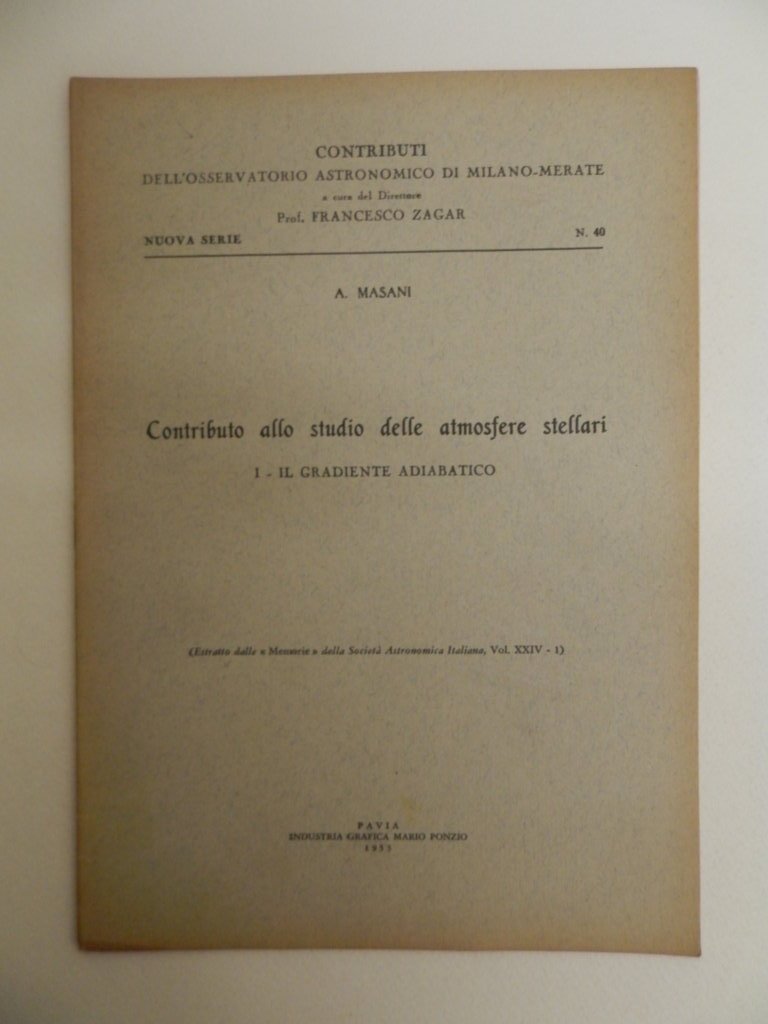 CONTRIBUTI
DELL'OSSERVATORIO ASTRONOMICO DI MILANO-MERATE
a cura del Direttore
Prof. FRANCESCO ZAGAR
NUOVA SERIE N. 40
A. MASANI
Contributo allo studio delle atmosfere stellari
I - IL GRADIENTE ADIABATICO
(Estratto dalle « Memorie » della Società Astronomica Italiana, Vol. XXIV - 1)
PAVIA
INDUSTRIA GRAFICA MARIO PONZIO
1953